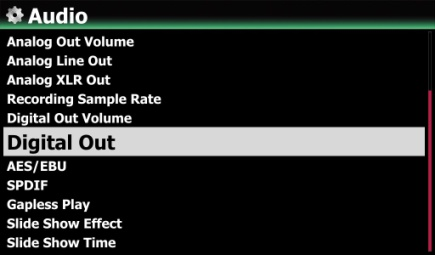 Audio
Analog Out Volume
Analog Line Out
Analog XLR Out
Recording Sample Rate
Digital Out Volume
Digital Out
AES/EBU
SPDIF
Gapless Play
Slide Show Effect
Slide Show Time